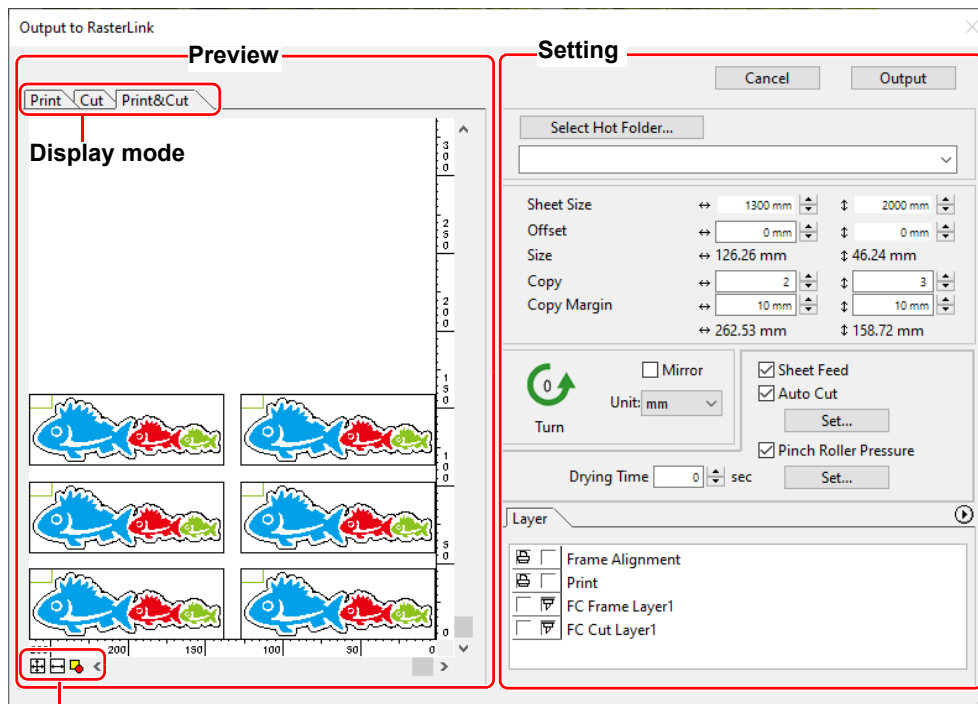 Output to RasterLink
Preview
Print Cut Print&Cut
Display mode
300
250
200
150
100
50
0
200 150 100 50 0
Setting
Cancel Output
Select Hot Folder...
Sheet Size ↔ 1300 mm ↕ 2000 mm
Offset ↔ 0 mm ↕ 0 mm
Size ↔ 126.26 mm ↕ 46.24 mm
Copy ↔ 2 ↕ 3
Copy Margin ↔ 10 mm ↕ 10 mm
↔ 262.53 mm ↕ 158.72 mm
0
Turn
Mirror
Unit: mm
Sheet Feed
Auto Cut
Set...
Pinch Roller Pressure
Set...
Drying Time 0 sec
Layer
Frame Alignment
Print
FC Frame Layer1
FC Cut Layer1